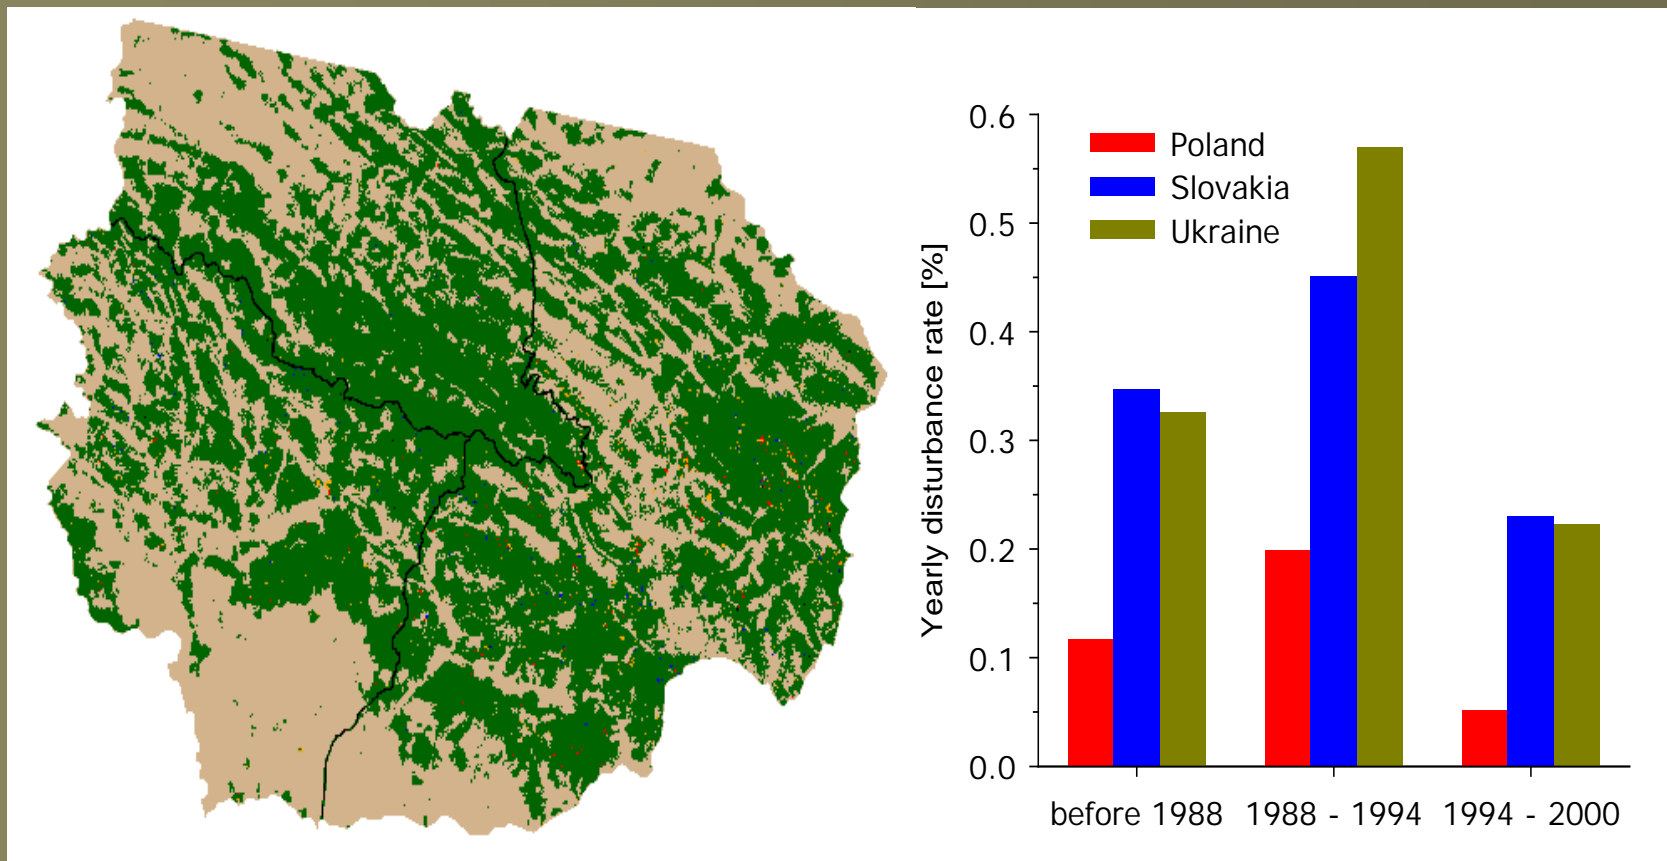 0.6
0.5
0.4
0.3
0.2
0.1
0.0
Yearly disturbance rate [%]
Poland
Slovakia
Ukraine
before 1988
1988 - 1994
1994 - 2000